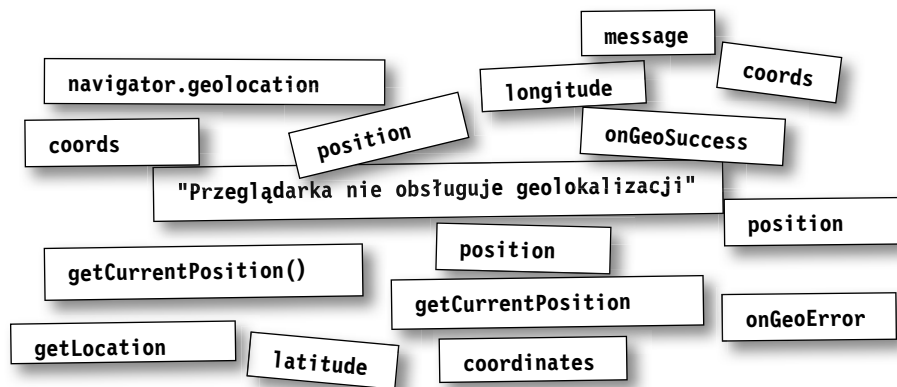 message
coords
navigator.geolocation
longitude
position
coords
onGeoSuccess
"Przeglądarka nie obsługuje geolokalizacji"
position
position
getCurrentPosition()
getCurrentPosition
onGeoError
getLocation
latitude
coordinates